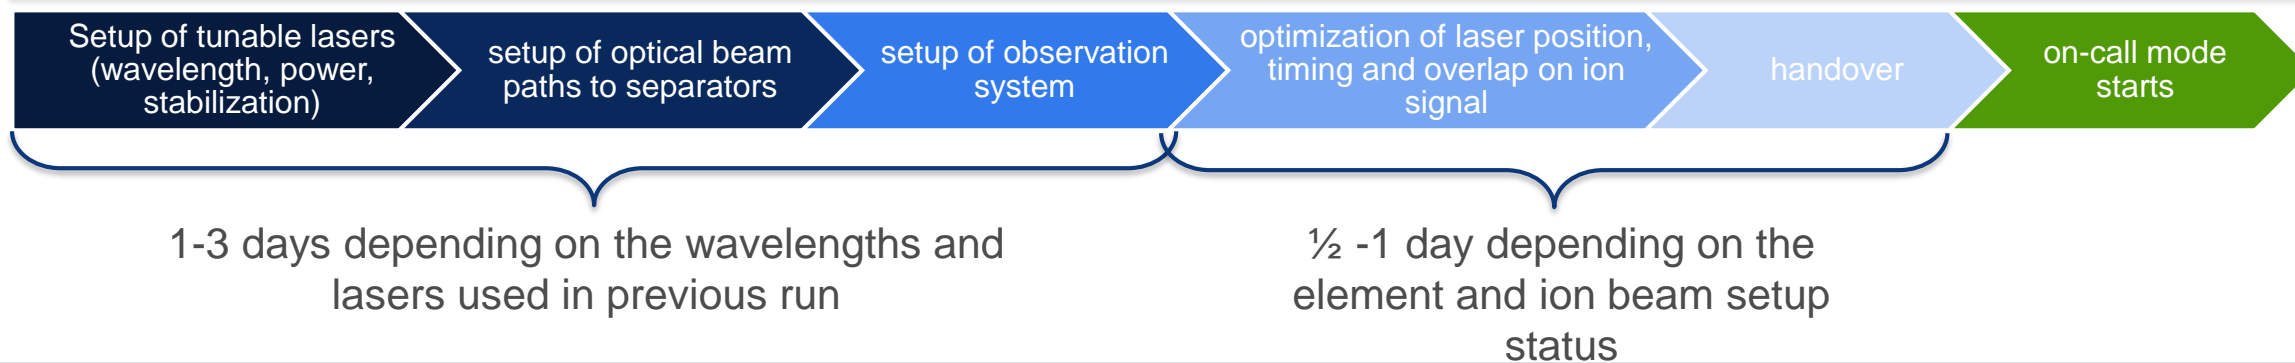 Setup of tunable lasers
(wavelength, power,
stabilization)
setup of optical beam
paths to separators
setup of observation
system
optimization of laser position,
timing and overlap on ion
signal
handover
on-call mode
starts
1-3 days depending on the wavelengths and
lasers used in previous run
½ -1 day depending on the
element and ion beam setup
status